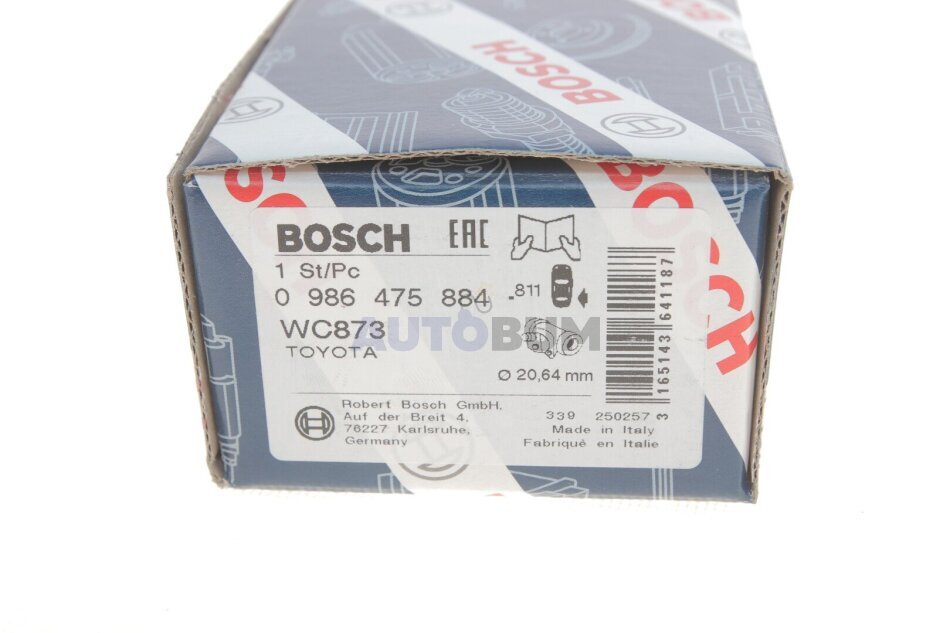 BOSCH
BOSCH
BOSCH EAC
1 St/Pc
0 986 475 884 -811
WC873
TOYOTA
AUTOBUM
Ø 20,64 mm
3 165143 641187
Robert Bosch GmbH,
Auf der Breit 4,
76227 Karlsruhe,
Germany
339 250257
Made in Italy
Fabriqué en Italie